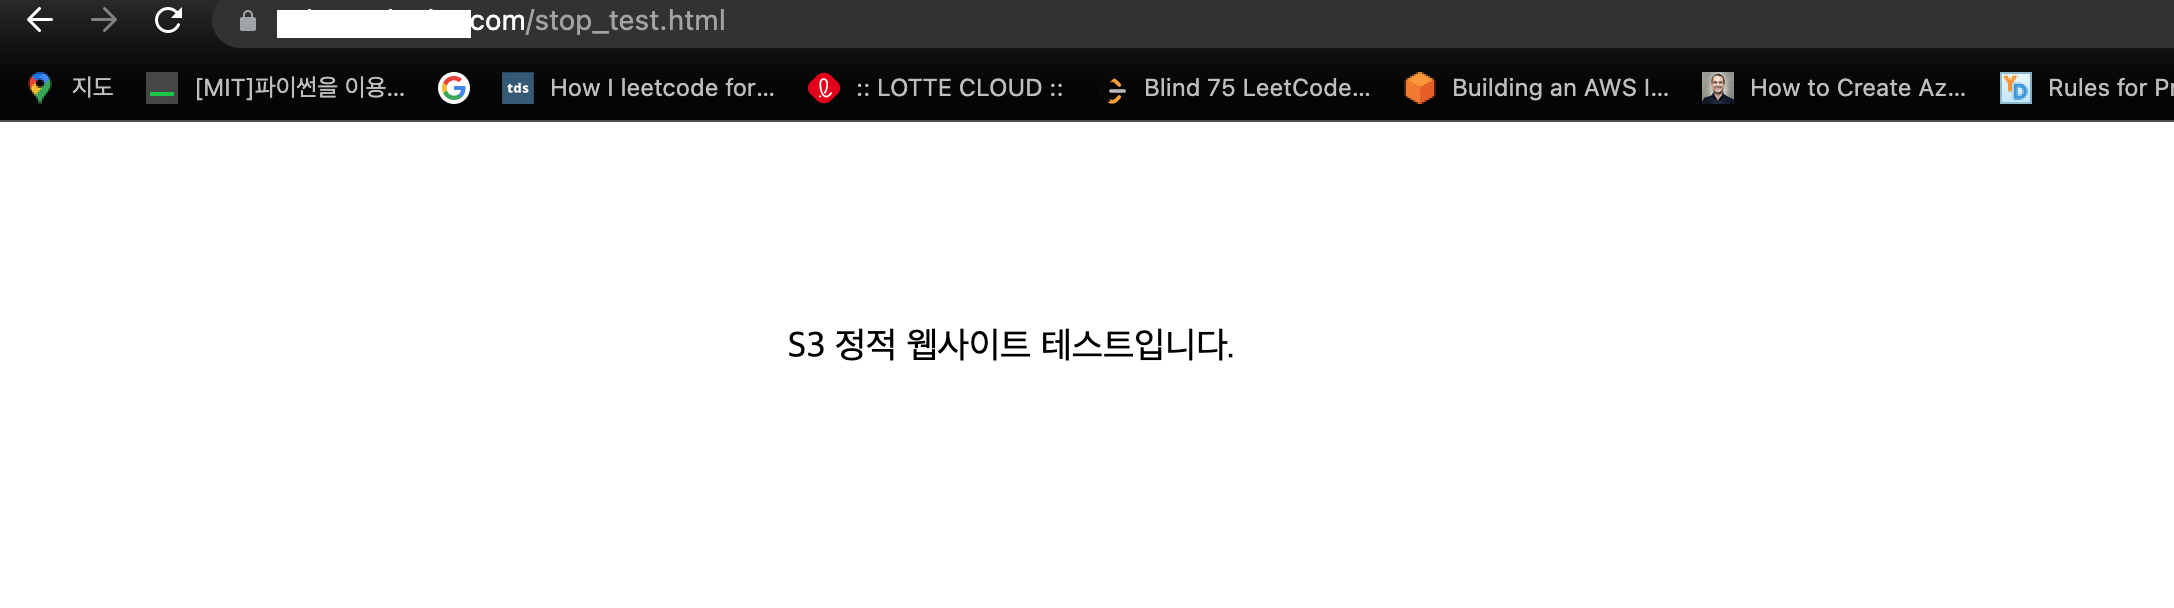 com/stop_test.html
지도
[MIT]파이썬을 이용...
tds
How I leetcode for...
:: LOTTE CLOUD ::
Blind 75 LeetCode...
Building an AWS I...
How to Create Az...
YD
Rules for Pr
S3 정적 웹사이트 테스트입니다.